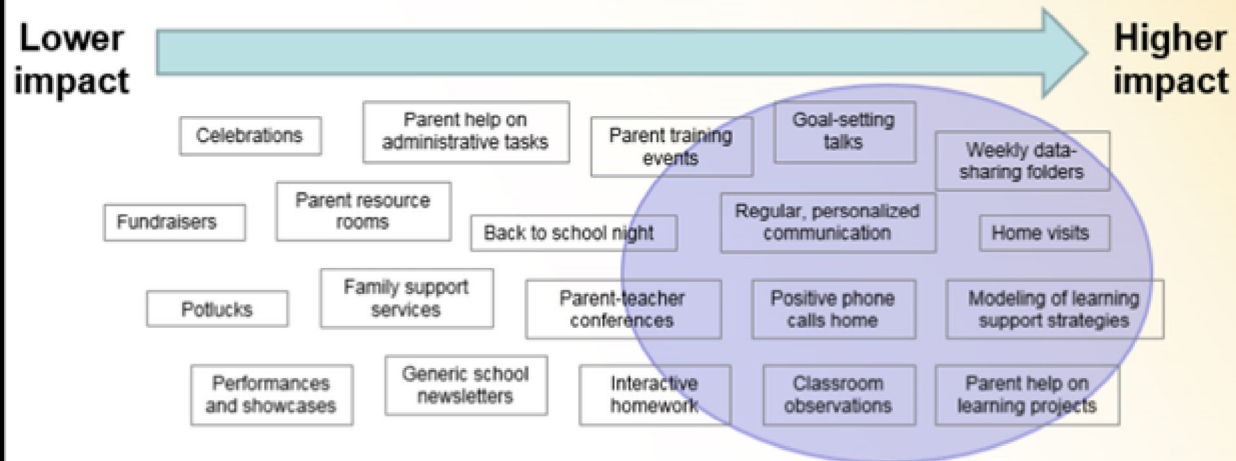 Lower
impact
Higher
impact
Celebrations
Parent help on
administrative tasks
Parent training
events
Goal-setting
talks
Weekly data-
sharing folders
Fundraisers
Parent resource
rooms
Back to school night
Regular, personalized
communication
Home visits
Potlucks
Family support
services
Parent-teacher
conferences
Positive phone
calls home
Modeling of learning
support strategies
Performances
and showcases
Generic school
newsletters
Interactive
homework
Classroom
observations
Parent help on
learning projects